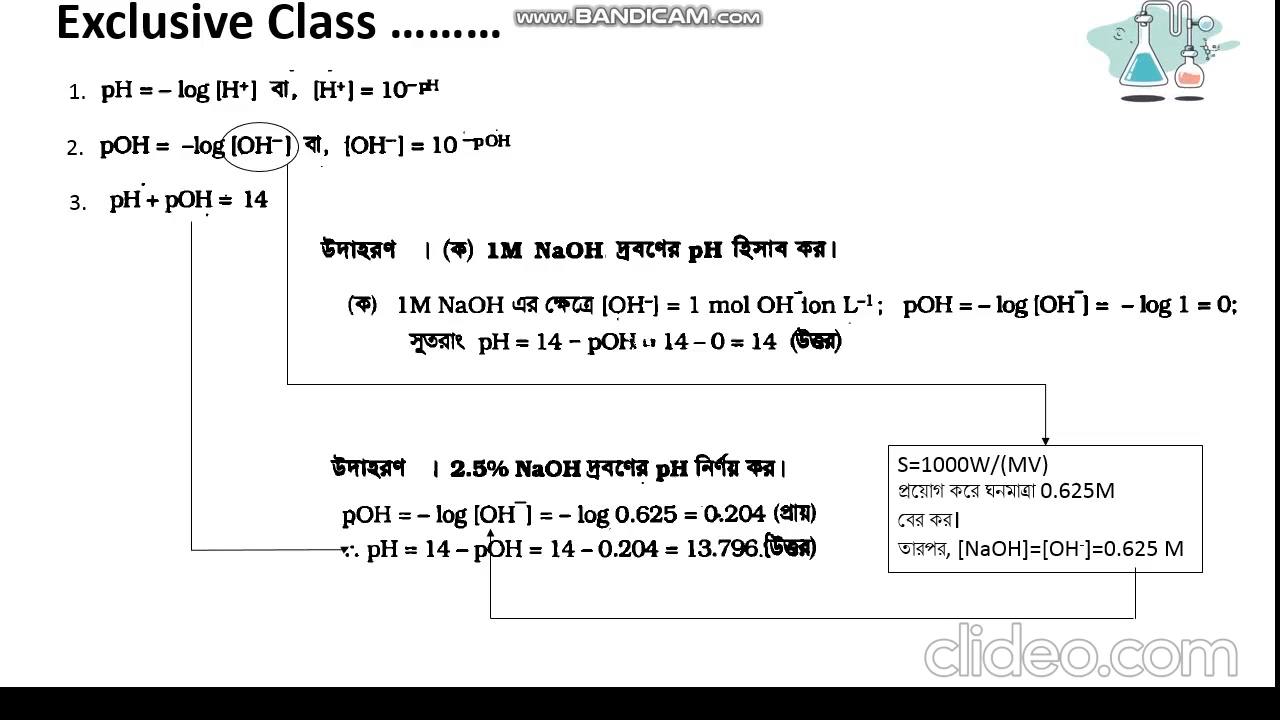 www.BANDICAM.com
Exclusive Class .........
1. pH = – log [H⁺] বা, [H⁺] = 10⁻ᵖᴴ
2. pOH = –log [OH⁻] বা, [OH⁻] = 10⁻ᵖᴼᴴ
3. pH + pOH = 14
উদাহরণ । (ক) 1M NaOH দ্রবণের pH হিসাব কর।
(ক) 1M NaOH এর ক্ষেত্রে [OH⁻] = 1 mol OH⁻ ion L⁻¹; pOH = – log [OH⁻] = – log 1 = 0;
সুতরাং pH = 14 – pOH = 14 – 0 = 14 (উত্তর)
উদাহরণ । 2.5% NaOH দ্রবণের pH নির্ণয় কর।
pOH = – log [OH⁻] = – log 0.625 = 0.204 (প্রায়)
∴ pH = 14 – pOH = 14 – 0.204 = 13.796 (উত্তর)
S=1000W/(MV)
প্রয়োগ করে ঘনমাত্রা 0.625M
বের কর।
তারপর, [NaOH]=[OH⁻]=0.625 M
clideo.com